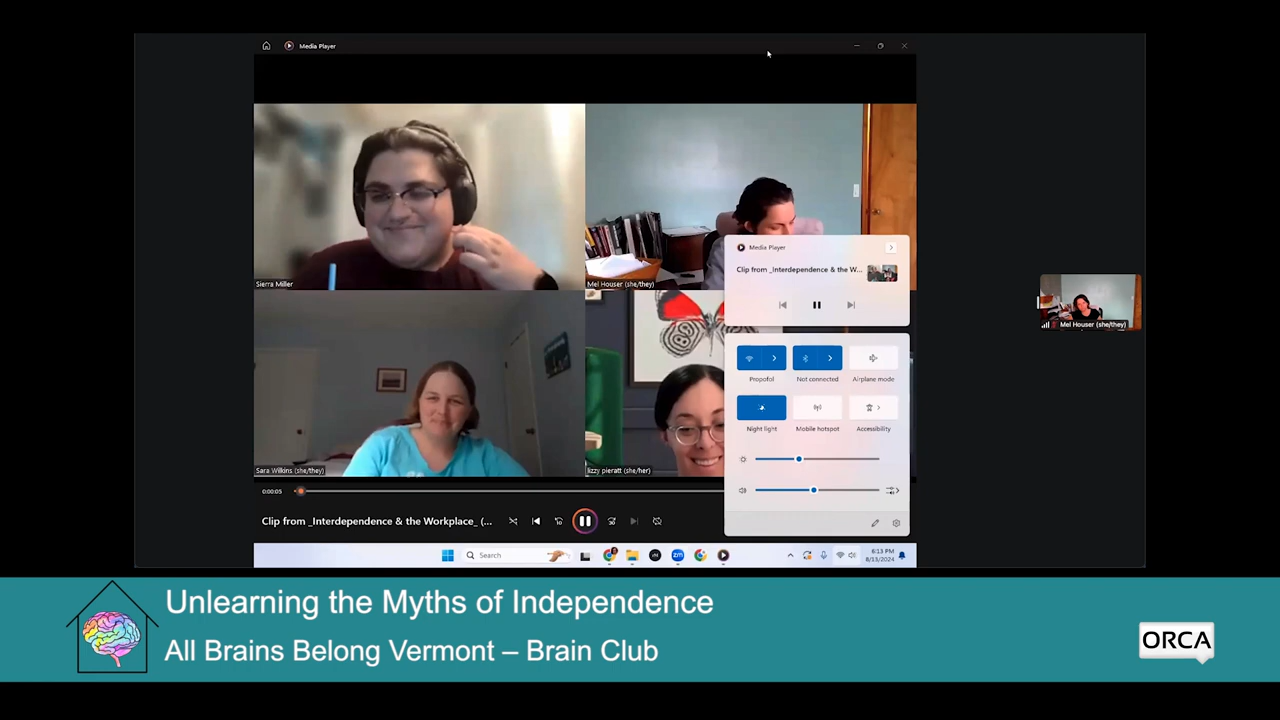 Media Player
Sierra Miller
Mel Houser (she/they)
Media Player
Clip from _Interdependence & the W...
Mel Houser (she/they)
Propofol
Not connected
Airplane mode
Night light
Mobile hotspot
Accessibility
Sara Wilkins (she/they)
lizzy pieratt (she/her)
0:00:05
10
30
Clip from _Interdependence & the Workplace_ (...
Search
zm
6:13 PM
8/13/2024
Unlearning the Myths of Independence
All Brains Belong Vermont – Brain Club
ORCA